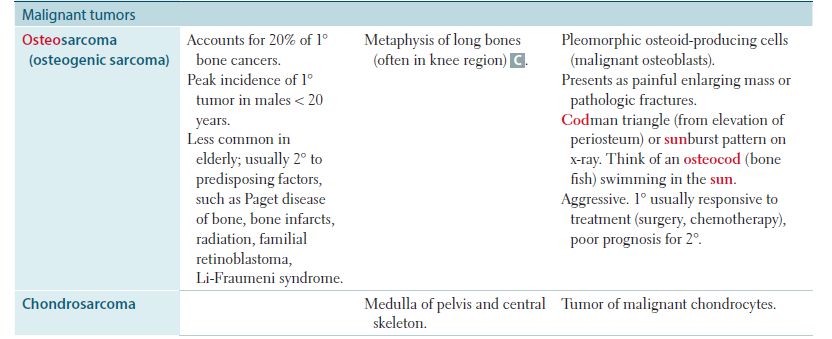 Malignant tumors
Osteosarcoma
(osteogenic sarcoma)
Accounts for 20% of 1°
bone cancers.
Peak incidence of 1°
tumor in males < 20
years.
Less common in
elderly; usually 2° to
predisposing factors,
such as Paget disease
of bone, bone infarcts,
radiation, familial
retinoblastoma,
Li-Fraumeni syndrome.
Metaphysis of long bones
(often in knee region) C.
Pleomorphic osteoid-producing cells
(malignant osteoblasts).
Presents as painful enlarging mass or
pathologic fractures.
Codman triangle (from elevation of
periosteum) or sunburst pattern on
x-ray. Think of an osteocod (bone
fish) swimming in the sun.
Aggressive. 1° usually responsive to
treatment (surgery, chemotherapy),
poor prognosis for 2°.
Chondrosarcoma
Medulla of pelvis and central
skeleton.
Tumor of malignant chondrocytes.